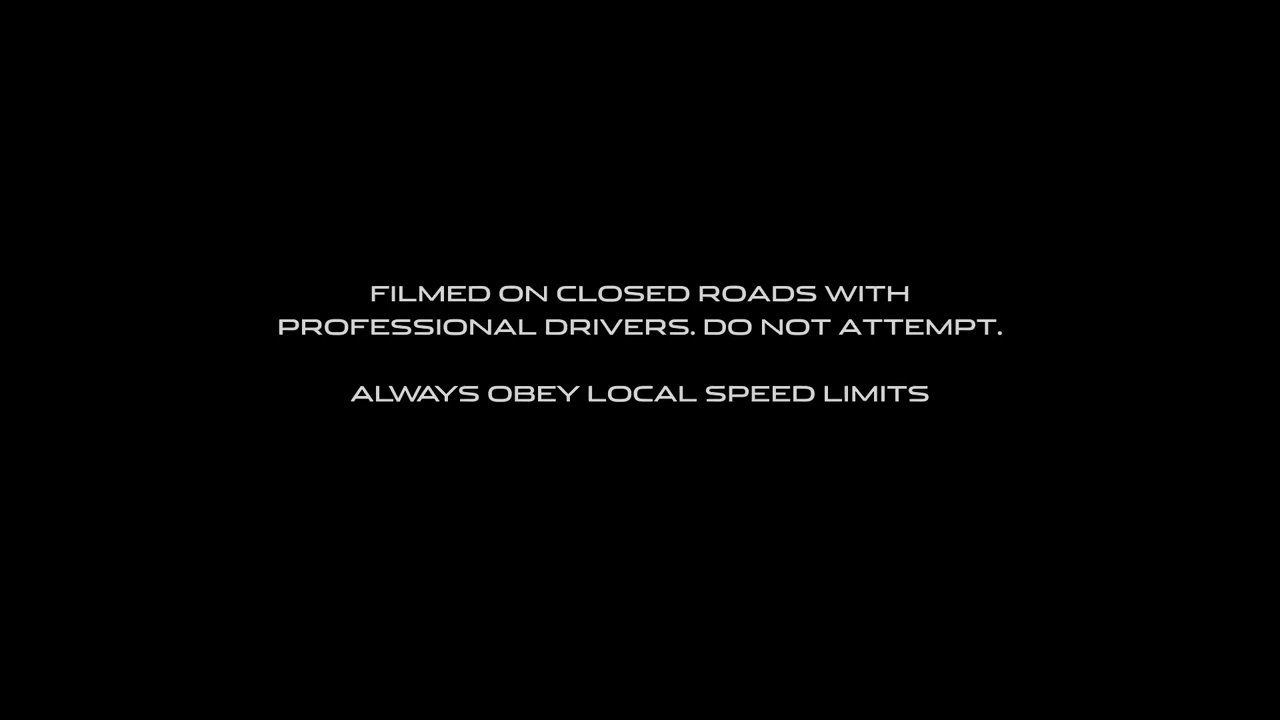 FILMED ON CLOSED ROADS WITH
PROFESSIONAL DRIVERS. DO NOT ATTEMPT.
ALWAYS OBEY LOCAL SPEED LIMITS